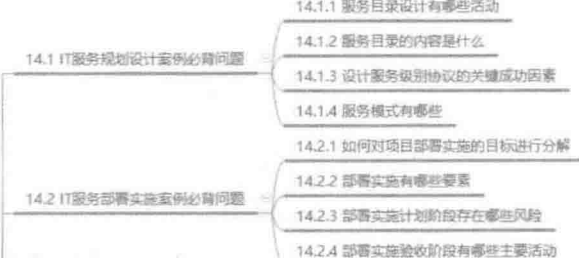 14.1.1 服务目录设计有哪些活动
14.1.2 服务目录的内容是什么
14.1 IT服务规划设计案例必背问题
14.1.3 设计服务级别协议的关键成功因素
14.1.4 服务模式有哪些
14.2.1 如何对项目部署实施的目标进行分解
14.2.2 部署实施有哪些要素
14.2 IT服务部署实施案例必背问题
14.2.3 部署实施计划阶段存在哪些风险
14.2.4 部署实施验收阶段有哪些主要活动